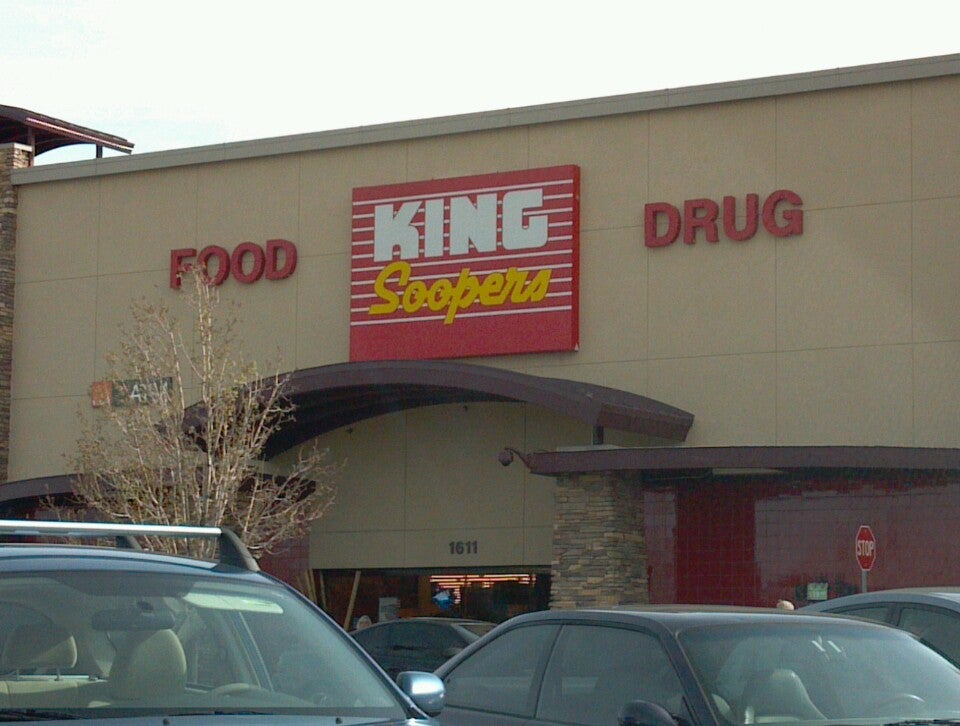 FOOD
KING
Soopers
DRUG
1611
STOP